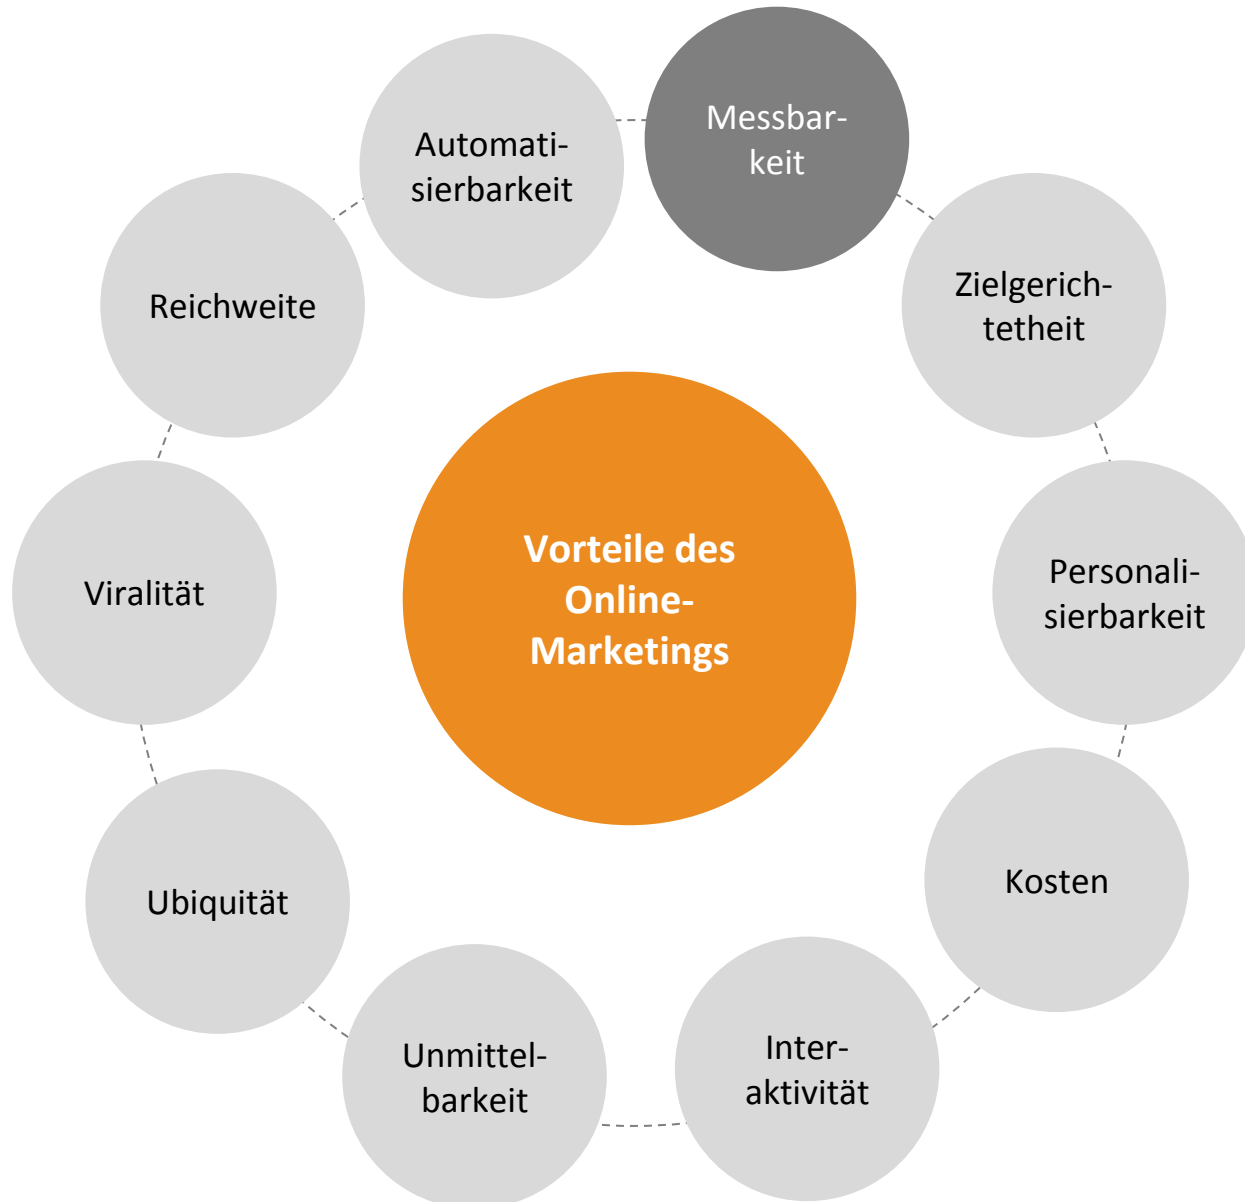 Messbar-
keit
Automati-
sierbarkeit
Zielgerich-
tetheit
Reichweite
Vorteile des
Online-
Marketings
Personali-
sierbarkeit
Viralität
Kosten
Ubiquität
Inter-
aktivität
Unmittel-
barkeit